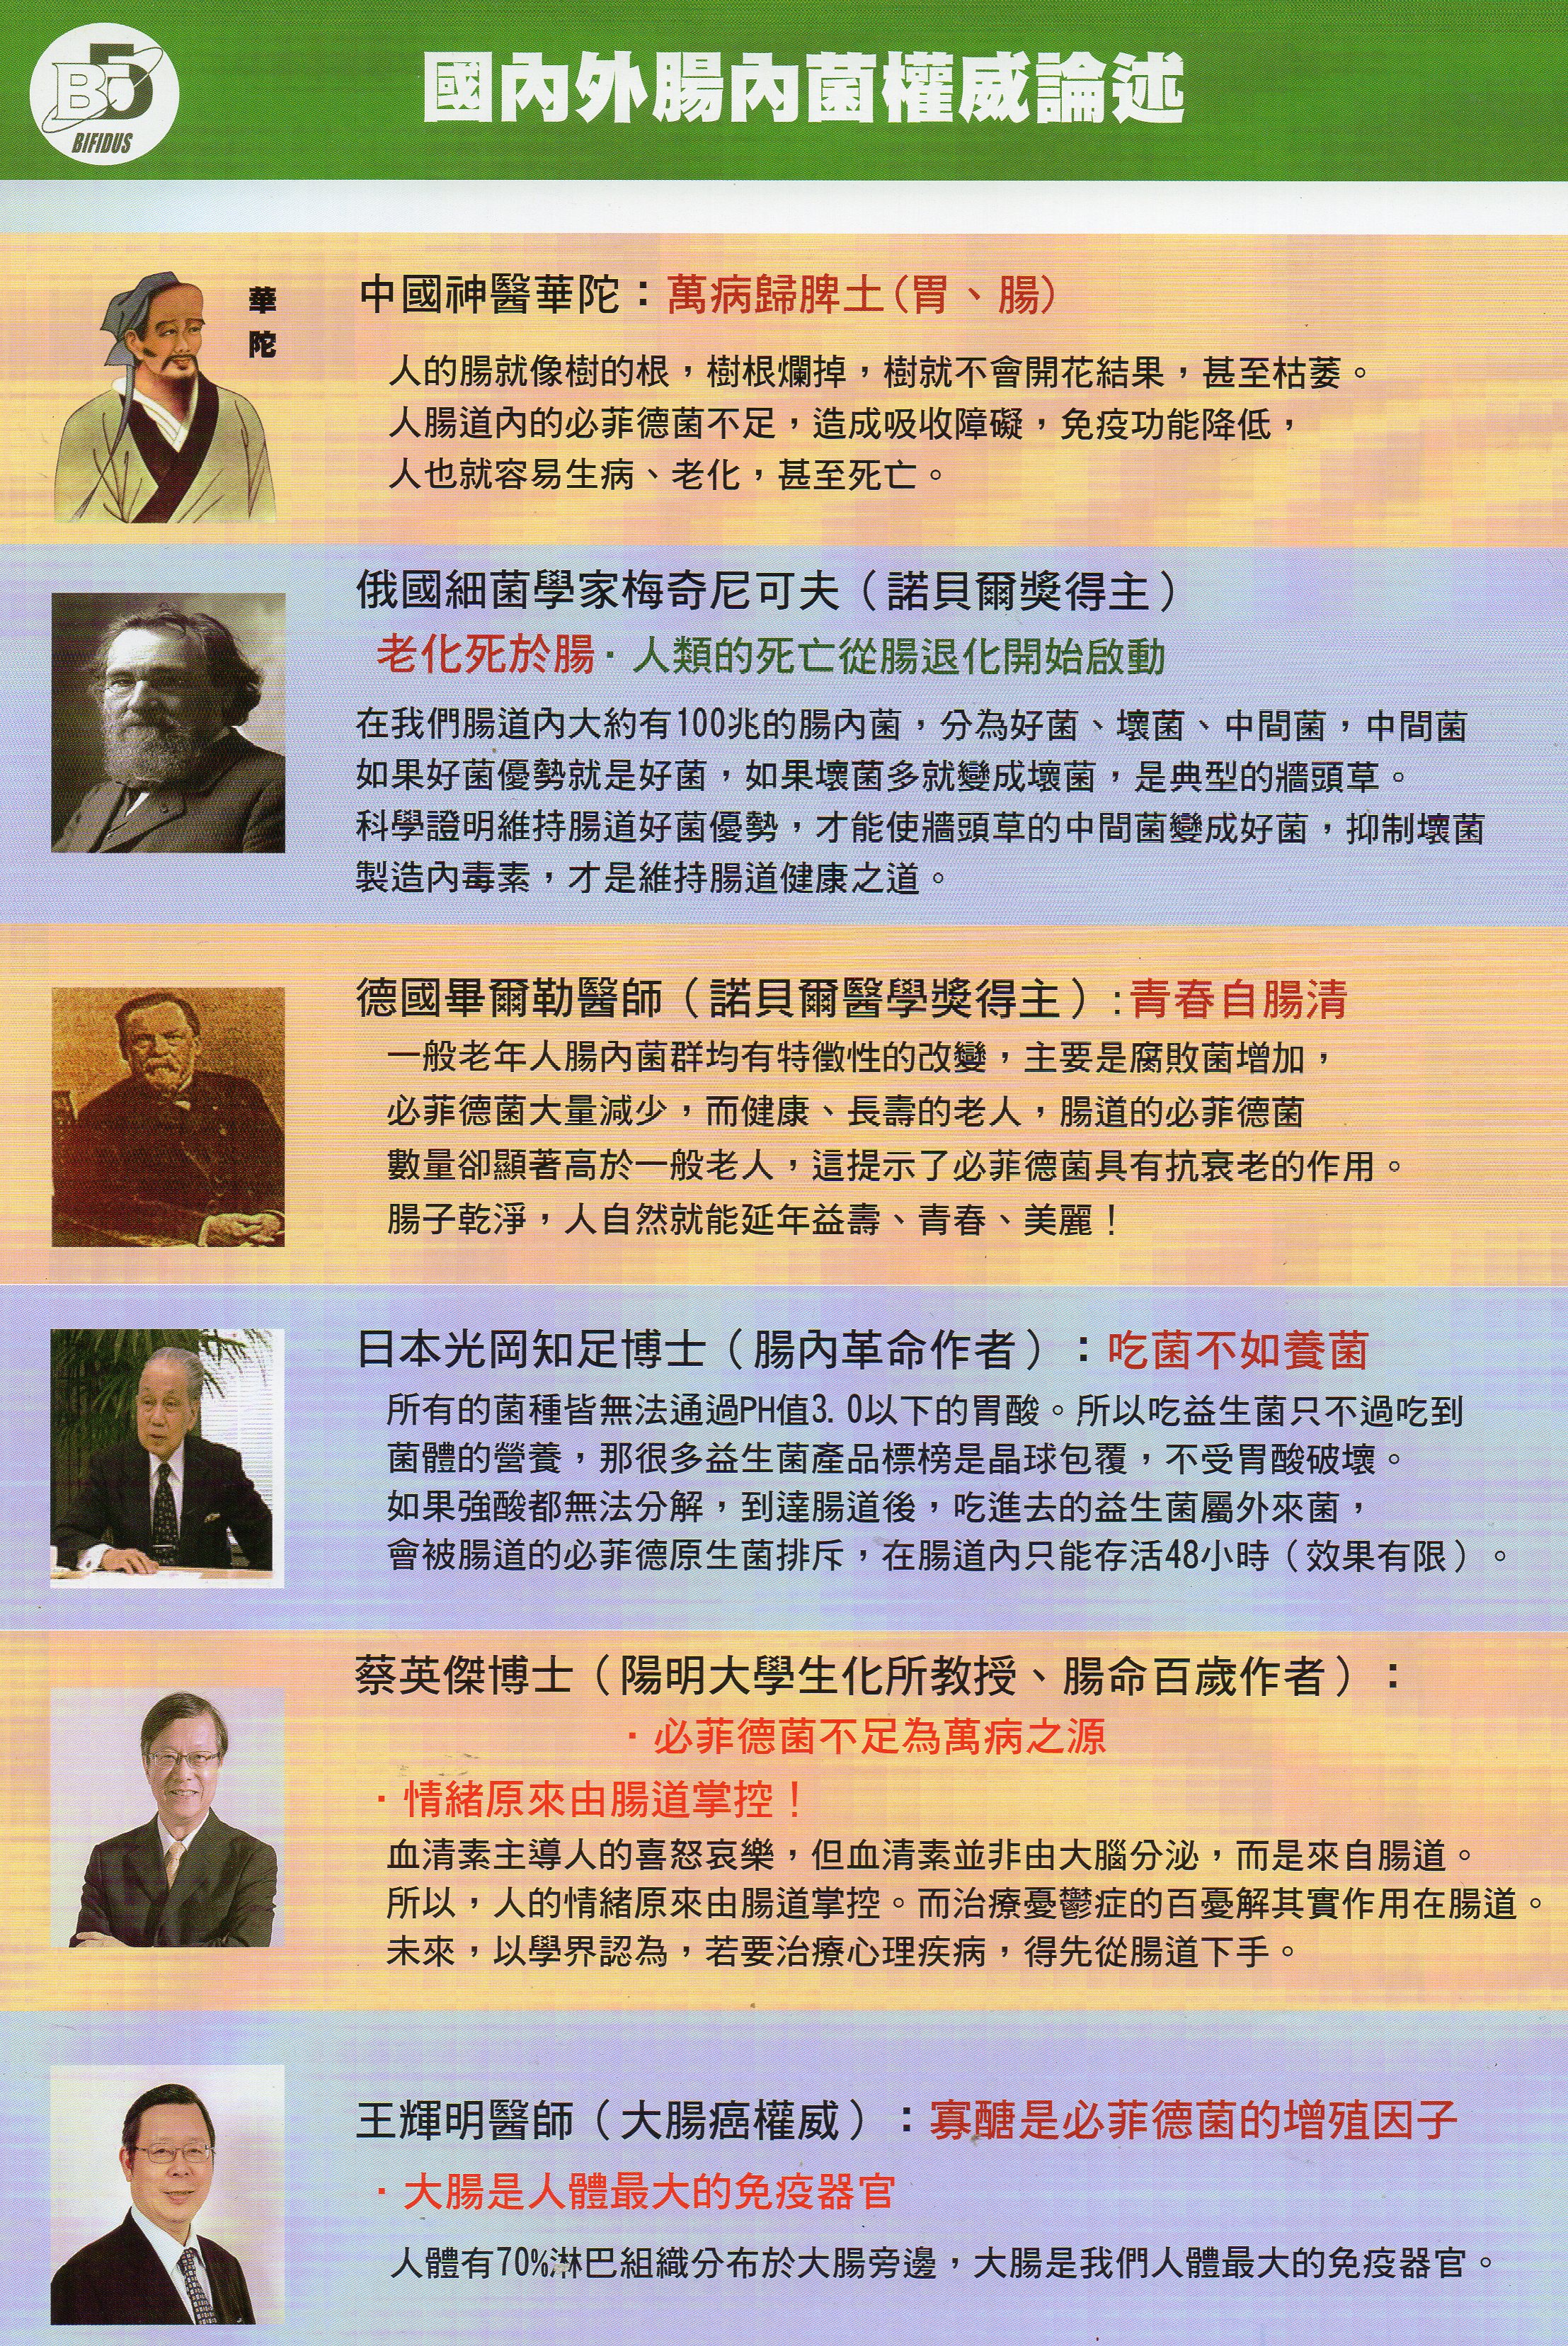 B5D
BIFIDUS
國內外腸內菌權威論述
華陀
中國神醫華陀：萬病歸脾土(胃、腸)
人的腸就像樹的根，樹根爛掉，樹就不會開花結果，甚至枯萎。
人腸道內的必菲德菌不足，造成吸收障礙，免疫功能降低，
人也就容易生病、老化，甚至死亡。
俄國細菌學家梅奇尼可夫（諾貝爾獎得主）
老化死於腸·人類的死亡從腸退化開始啟動
在我們腸道內大約有100兆的腸內菌，分為好菌、壞菌、中間菌，中間菌
如果好菌優勢就是好菌，如果壞菌多就變成壞菌，是典型的牆頭草。
科學證明維持腸道好菌優勢，才能使牆頭草的中間菌變成好菌，抑制壞菌
製造內毒素，才是維持腸道健康之道。
德國畢爾勒醫師（諾貝爾醫學獎得主）:青春自腸清
一般老年人腸內菌群均有特徵性的改變，主要是腐敗菌增加，
必菲德菌大量減少，而健康、長壽的老人，腸道的必菲德菌
數量卻顯著高於一般老人，這提示了必菲德菌具有抗衰老的作用。
腸子乾淨，人自然就能延年益壽、青春、美麗！
日本光岡知足博士（腸內革命作者）：吃菌不如養菌
所有的菌種皆無法通過PH值3.0以下的胃酸。所以吃益生菌只不過吃到
菌體的營養，那很多益生菌產品標榜是晶球包覆，不受胃酸破壞。
如果強酸都無法分解，到達腸道後，吃進去的益生菌屬外來菌，
會被腸道的必菲德原生菌排斥，在腸道內只能存活48小時（效果有限）。
蔡英傑博士（陽明大學生化所教授、腸命百歲作者）：
·必菲德菌不足為萬病之源
·情緒原來由腸道掌控！
血清素主導人的喜怒哀樂，但血清素並非由大腦分泌，而是來自腸道。
所以，人的情緒原來由腸道掌控。而治療憂鬱症的百憂解其實作用在腸道。
未來，以學界認為，若要治療心理疾病，得先從腸道下手。
王輝明醫師（大腸癌權威）：寡醣是必菲德菌的增殖因子
·大腸是人體最大的免疫器官
人體有70%淋巴組織分布於大腸旁邊，大腸是我們人體最大的免疫器官。